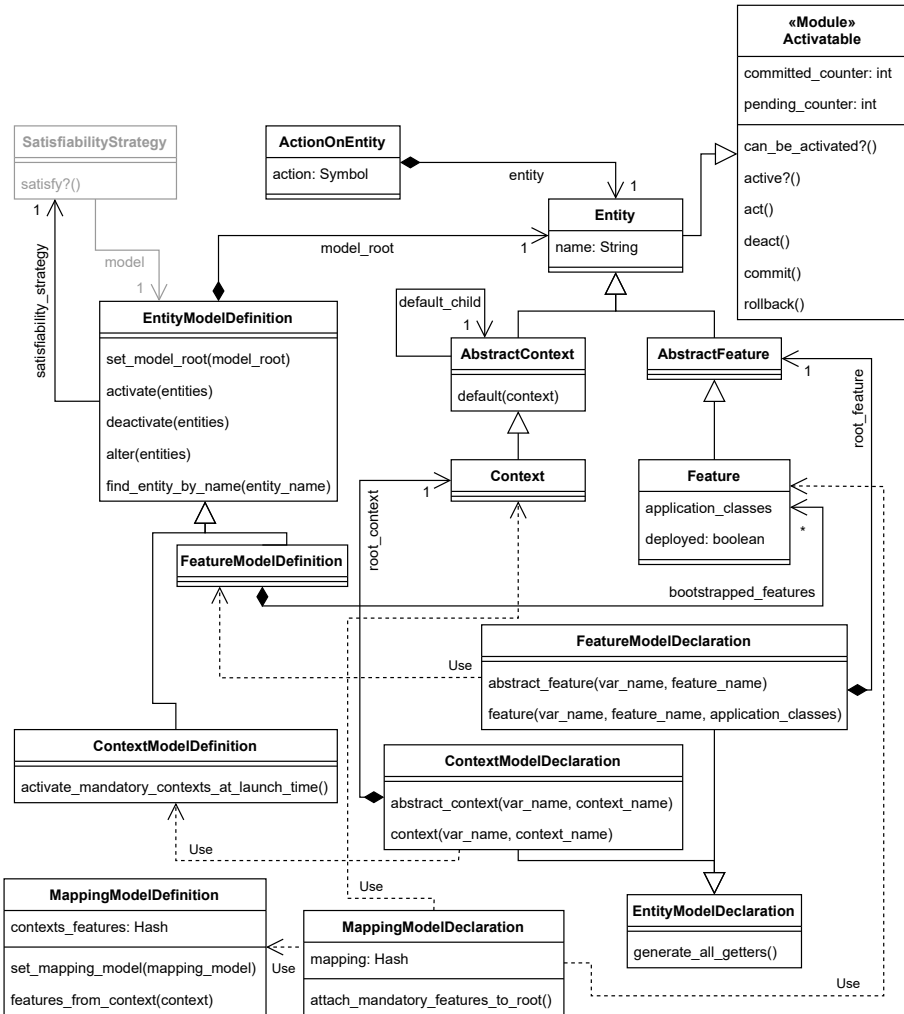 «Module»
Activatable
committed_counter: int
pending_counter: int
can_be_activated?()
active?()
act()
deact()
commit()
rollback()
SatisfiabilityStrategy
satisfy?()
ActionOnEntity
action: Symbol
entity
1
Entity
name: String
1
model_root
1
satisfiability_strategy
model
1
EntityModelDefinition
set_model_root(model_root)
activate(entities)
deactivate(entities)
alter(entities)
find_entity_by_name(entity_name)
default_child
1
AbstractContext
default(context)
AbstractFeature
1
root_feature
Context
1
root_context
Feature
application_classes
deployed: boolean
*
bootstrapped_features
FeatureModelDefinition
FeatureModelDeclaration
abstract_feature(var_name, feature_name)
feature(var_name, feature_name, application_classes)
Use
ContextModelDefinition
activate_mandatory_contexts_at_launch_time()
ContextModelDeclaration
abstract_context(var_name, context_name)
context(var_name, context_name)
Use
Use
EntityModelDeclaration
generate_all_getters()
MappingModelDefinition
contexts_features: Hash
set_mapping_model(mapping_model)
features_from_context(context)
Use
MappingModelDeclaration
mapping: Hash
attach_mandatory_features_to_root()
Use